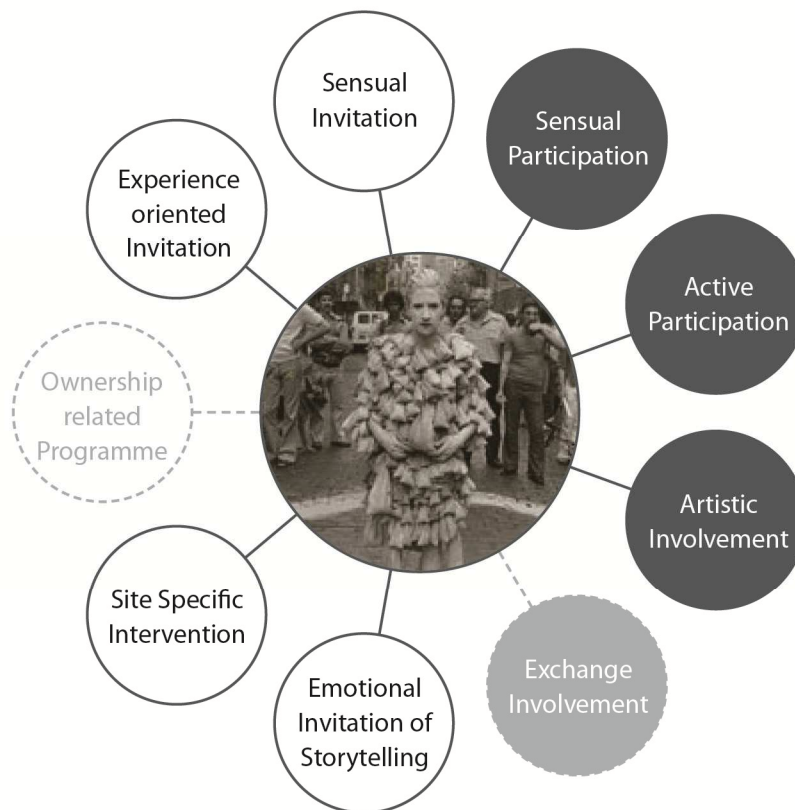 Sensual
Invitation
Sensual
Participation
Active
Participation
Artistic
Involvement
Exchange
Involvement
Emotional
Invitation of
Storytelling
Site Specific
Intervention
Ownership
related
Programme
Experience
oriented
Invitation